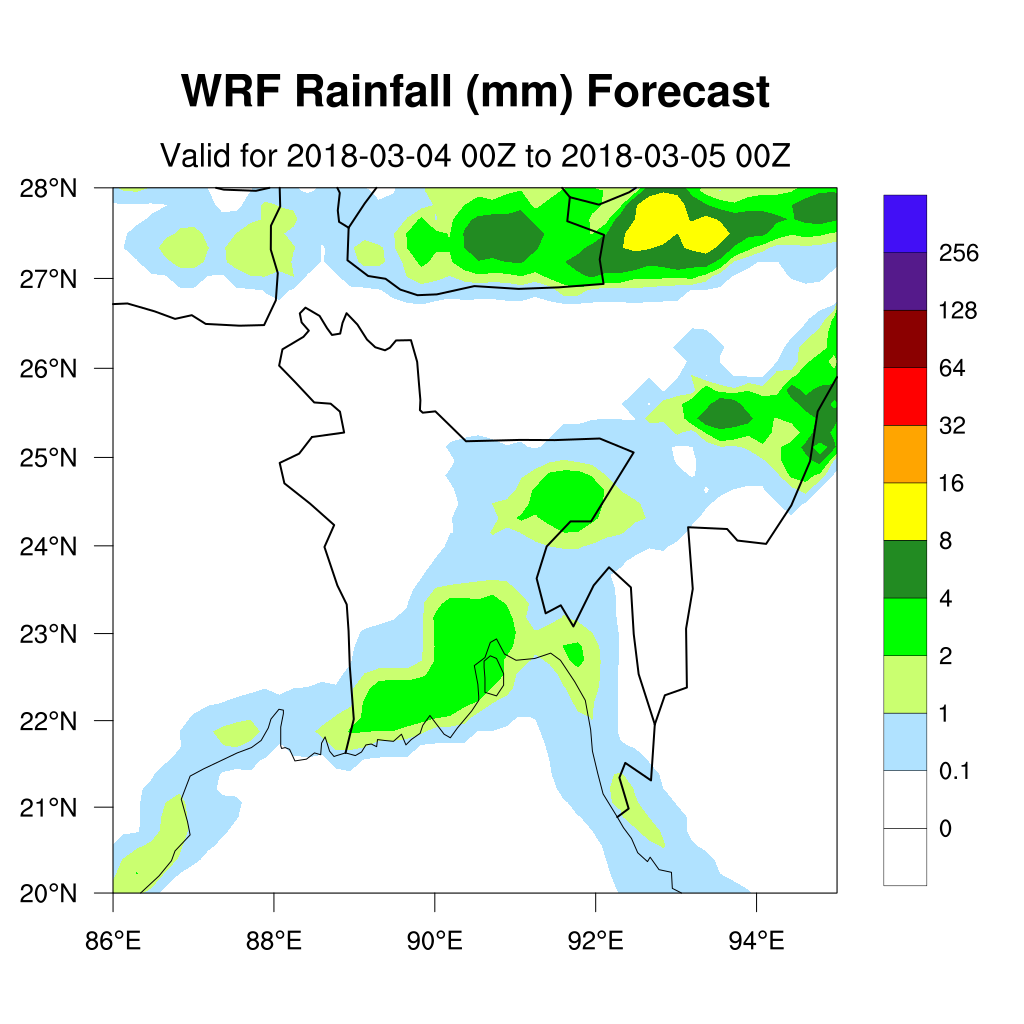 WRF Rainfall (mm) Forecast
Valid for 2018-03-04 00Z to 2018-03-05 00Z
28°N
27°N
26°N
25°N
24°N
23°N
22°N
21°N
20°N
86°E 88°E 90°E 92°E 94°E
256
128
64
32
16
8
4
2
1
0.1
0